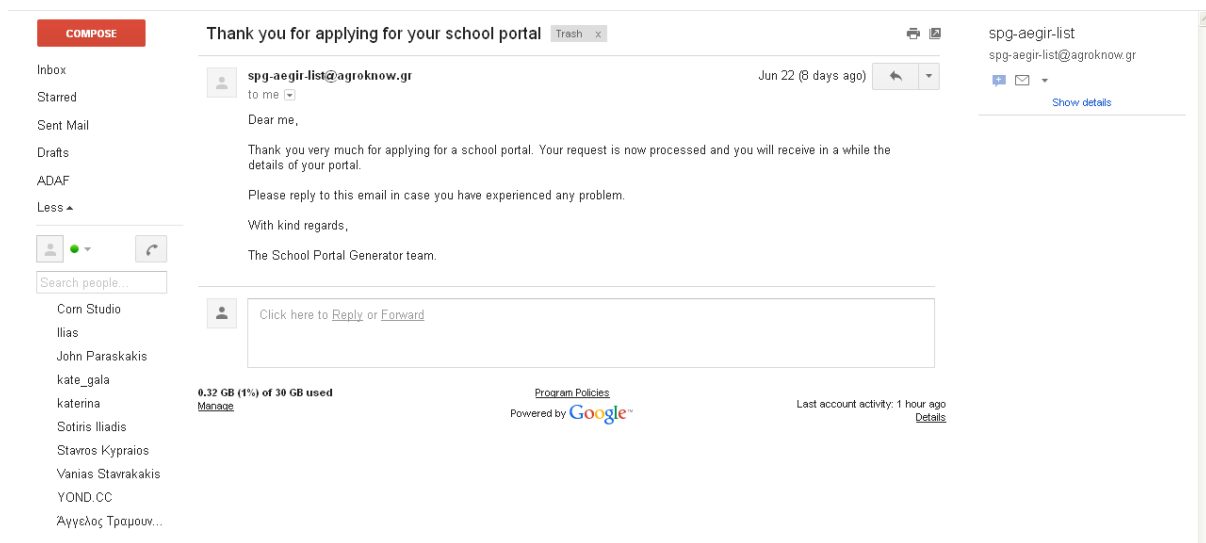 COMPOSE
Inbox
Starred
Sent Mail
Drafts
ADAF
Less
Search people...
Corn Studio
Ilias
John Paraskakis
kate_gala
katerina
Sotiris Iliadis
Stavros Kypraios
Vanias Stavrakakis
YOND.CC
Άγγελος Τραμουν...
Thank you for applying for your school portal Trash x
spg-aegir-list@agroknow.gr Jun 22 (8 days ago)
to me
Dear me,
Thank you very much for applying for a school portal. Your request is now processed and you will receive in a while the
details of your portal.
Please reply to this email in case you have experienced any problem.
With kind regards,
The School Portal Generator team.
Click here to Reply or Forward
0.32 GB (1%) of 30 GB used
Manage
Program Policies
Powered by Google™
Last account activity: 1 hour ago
Details
spg-aegir-list
spg-aegir-list@agroknow.gr
Show details